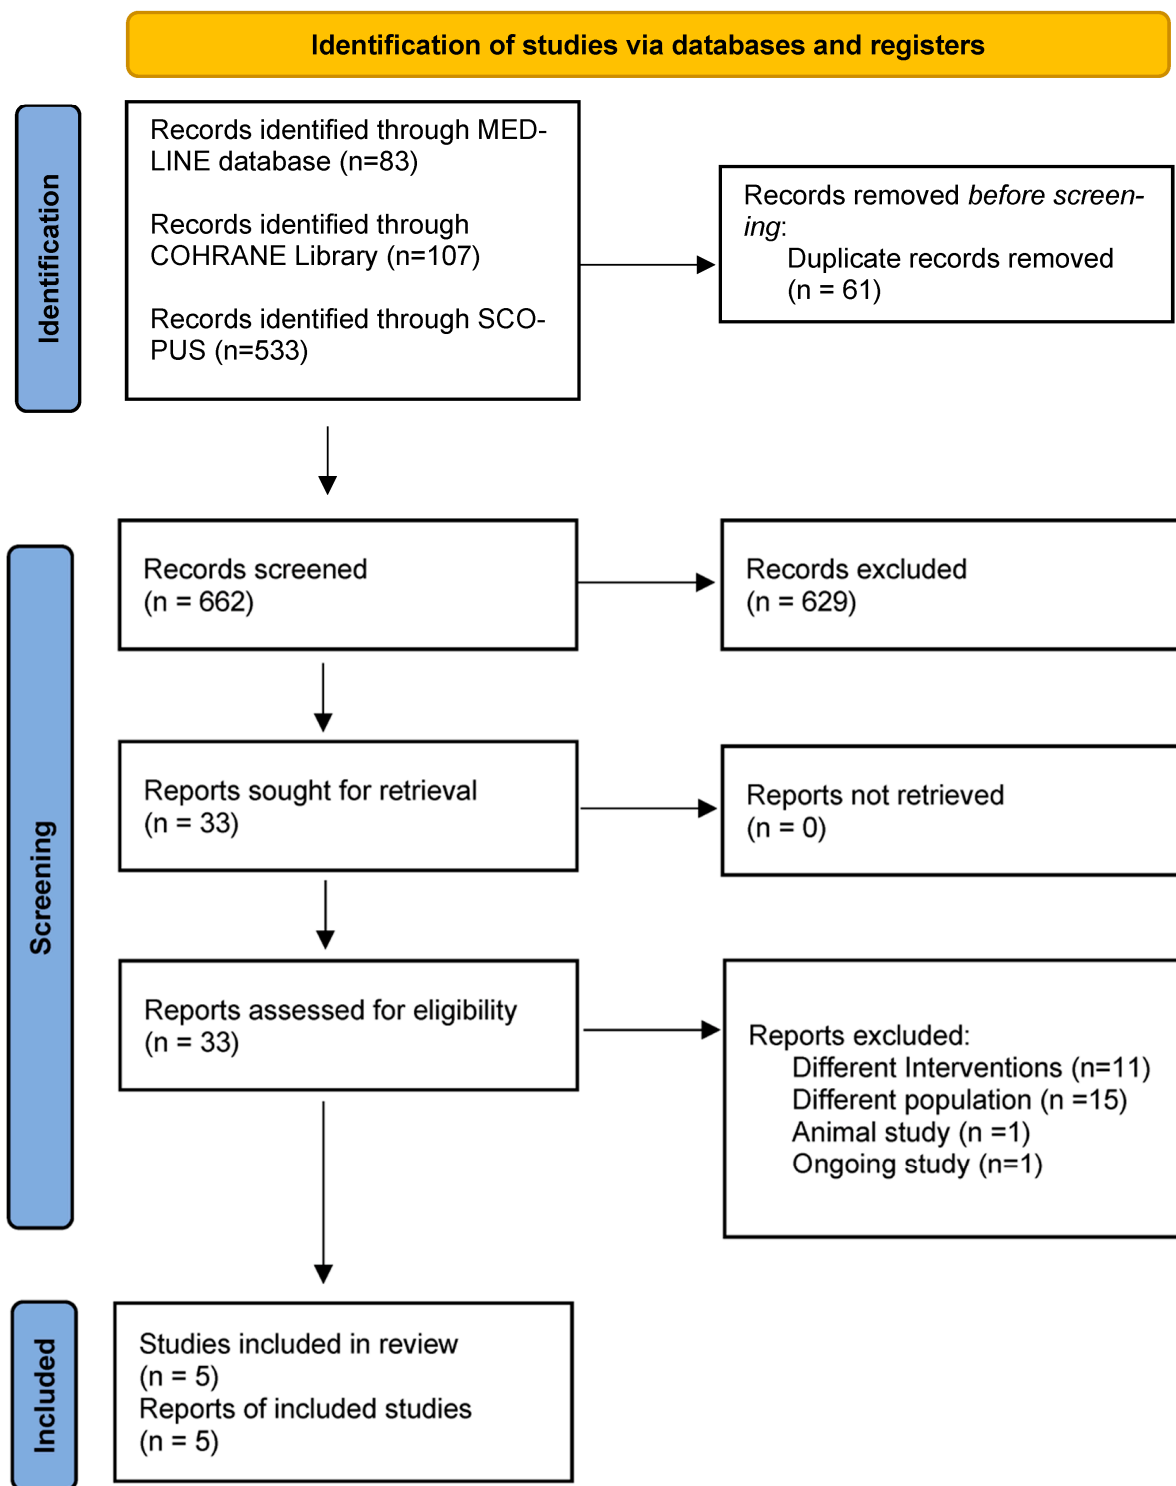 Identification of studies via databases and registers
Identification
Records identified through MED-
LINE database (n=83)
Records identified through
COHRANE Library (n=107)
Records identified through SCO-
PUS (n=533)
Records removed before screen-
ing:
Duplicate records removed
(n = 61)
Screening
Records screened
(n = 662)
Records excluded
(n = 629)
Reports sought for retrieval
(n = 33)
Reports not retrieved
(n = 0)
Reports assessed for eligibility
(n = 33)
Reports excluded:
Different Interventions (n=11)
Different population (n =15)
Animal study (n =1)
Ongoing study (n=1)
Included
Studies included in review
(n = 5)
Reports of included studies
(n = 5)